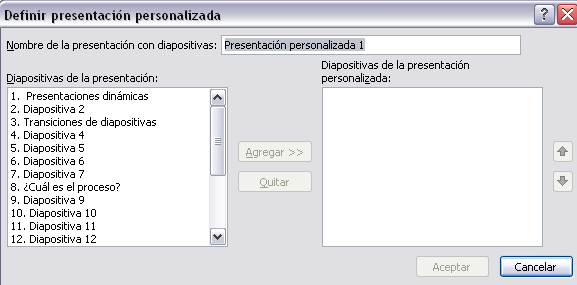 Definir presentación personalizada
Nombre de la presentación con diapositivas: Presentación personalizada 1
Diapositivas de la presentación:
1. Presentaciones dinámicas
2. Diapositiva 2
3. Transiciones de diapositivas
4. Diapositiva 4
5. Diapositiva 5
6. Diapositiva 6
7. Diapositiva 7
8. ¿Cuál es el proceso?
9. Diapositiva 9
10. Diapositiva 10
11. Diapositiva 11
12. Diapositiva 12
Agregar >>
Quitar
Diapositivas de la presentación
personalizada:
Aceptar
Cancelar